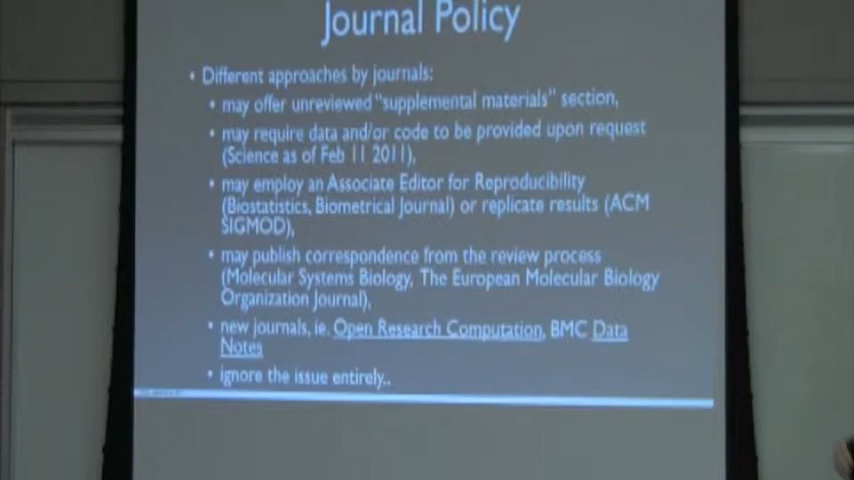 Journal Policy
• Different approaches by journals:
• may offer unreviewed "supplemental materials" section,
• may require data and/or code to be provided upon request
(Science as of Feb 11 2011),
• may employ an Associate Editor for Reproducibility
(Biostatistics, Biometrical Journal) or replicate results (ACM
SIGMOD),
• may publish correspondence from the review process
(Molecular Systems Biology, The European Molecular Biology
Organization Journal),
• new journals, ie. Open Research Computation, BMC Data
Notes
• ignore the issue entirely..